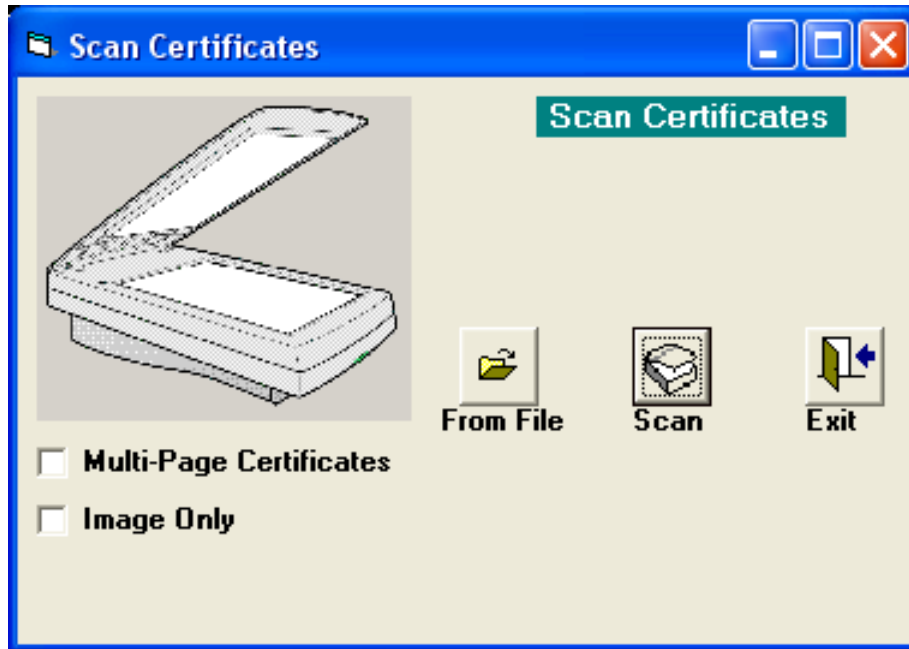 Scan Certificates
Scan Certificates
From File
Scan
Exit
Multi-Page Certificates
Image Only